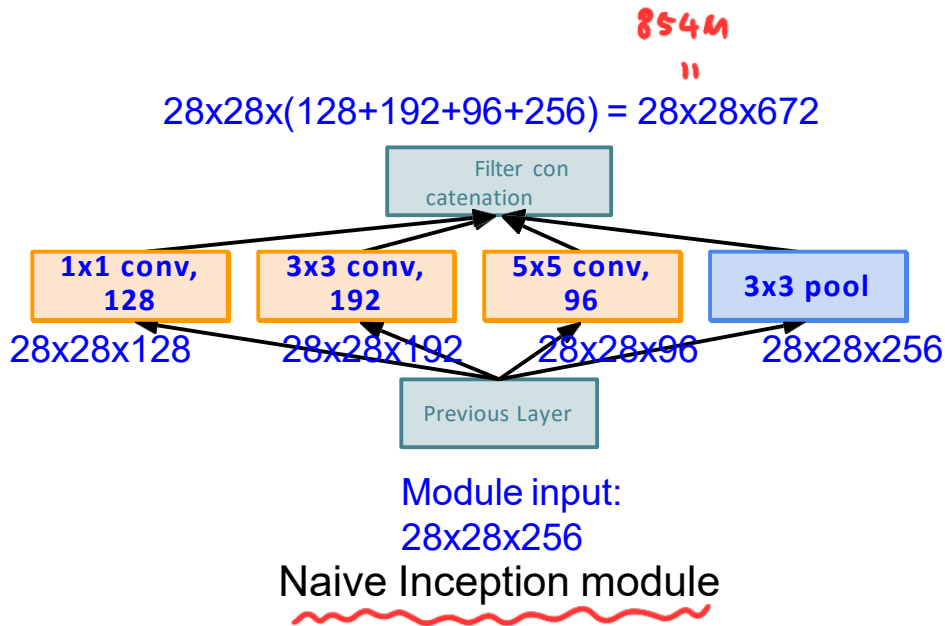 854M
=
28x28x(128+192+96+256) = 28x28x672
Filter con
catenation
1x1 conv,
128
3x3 conv,
192
5x5 conv,
96
3x3 pool
28x28x128
28x28x192
28x28x96
28x28x256
Previous Layer
Module input:
28x28x256
Naive Inception module